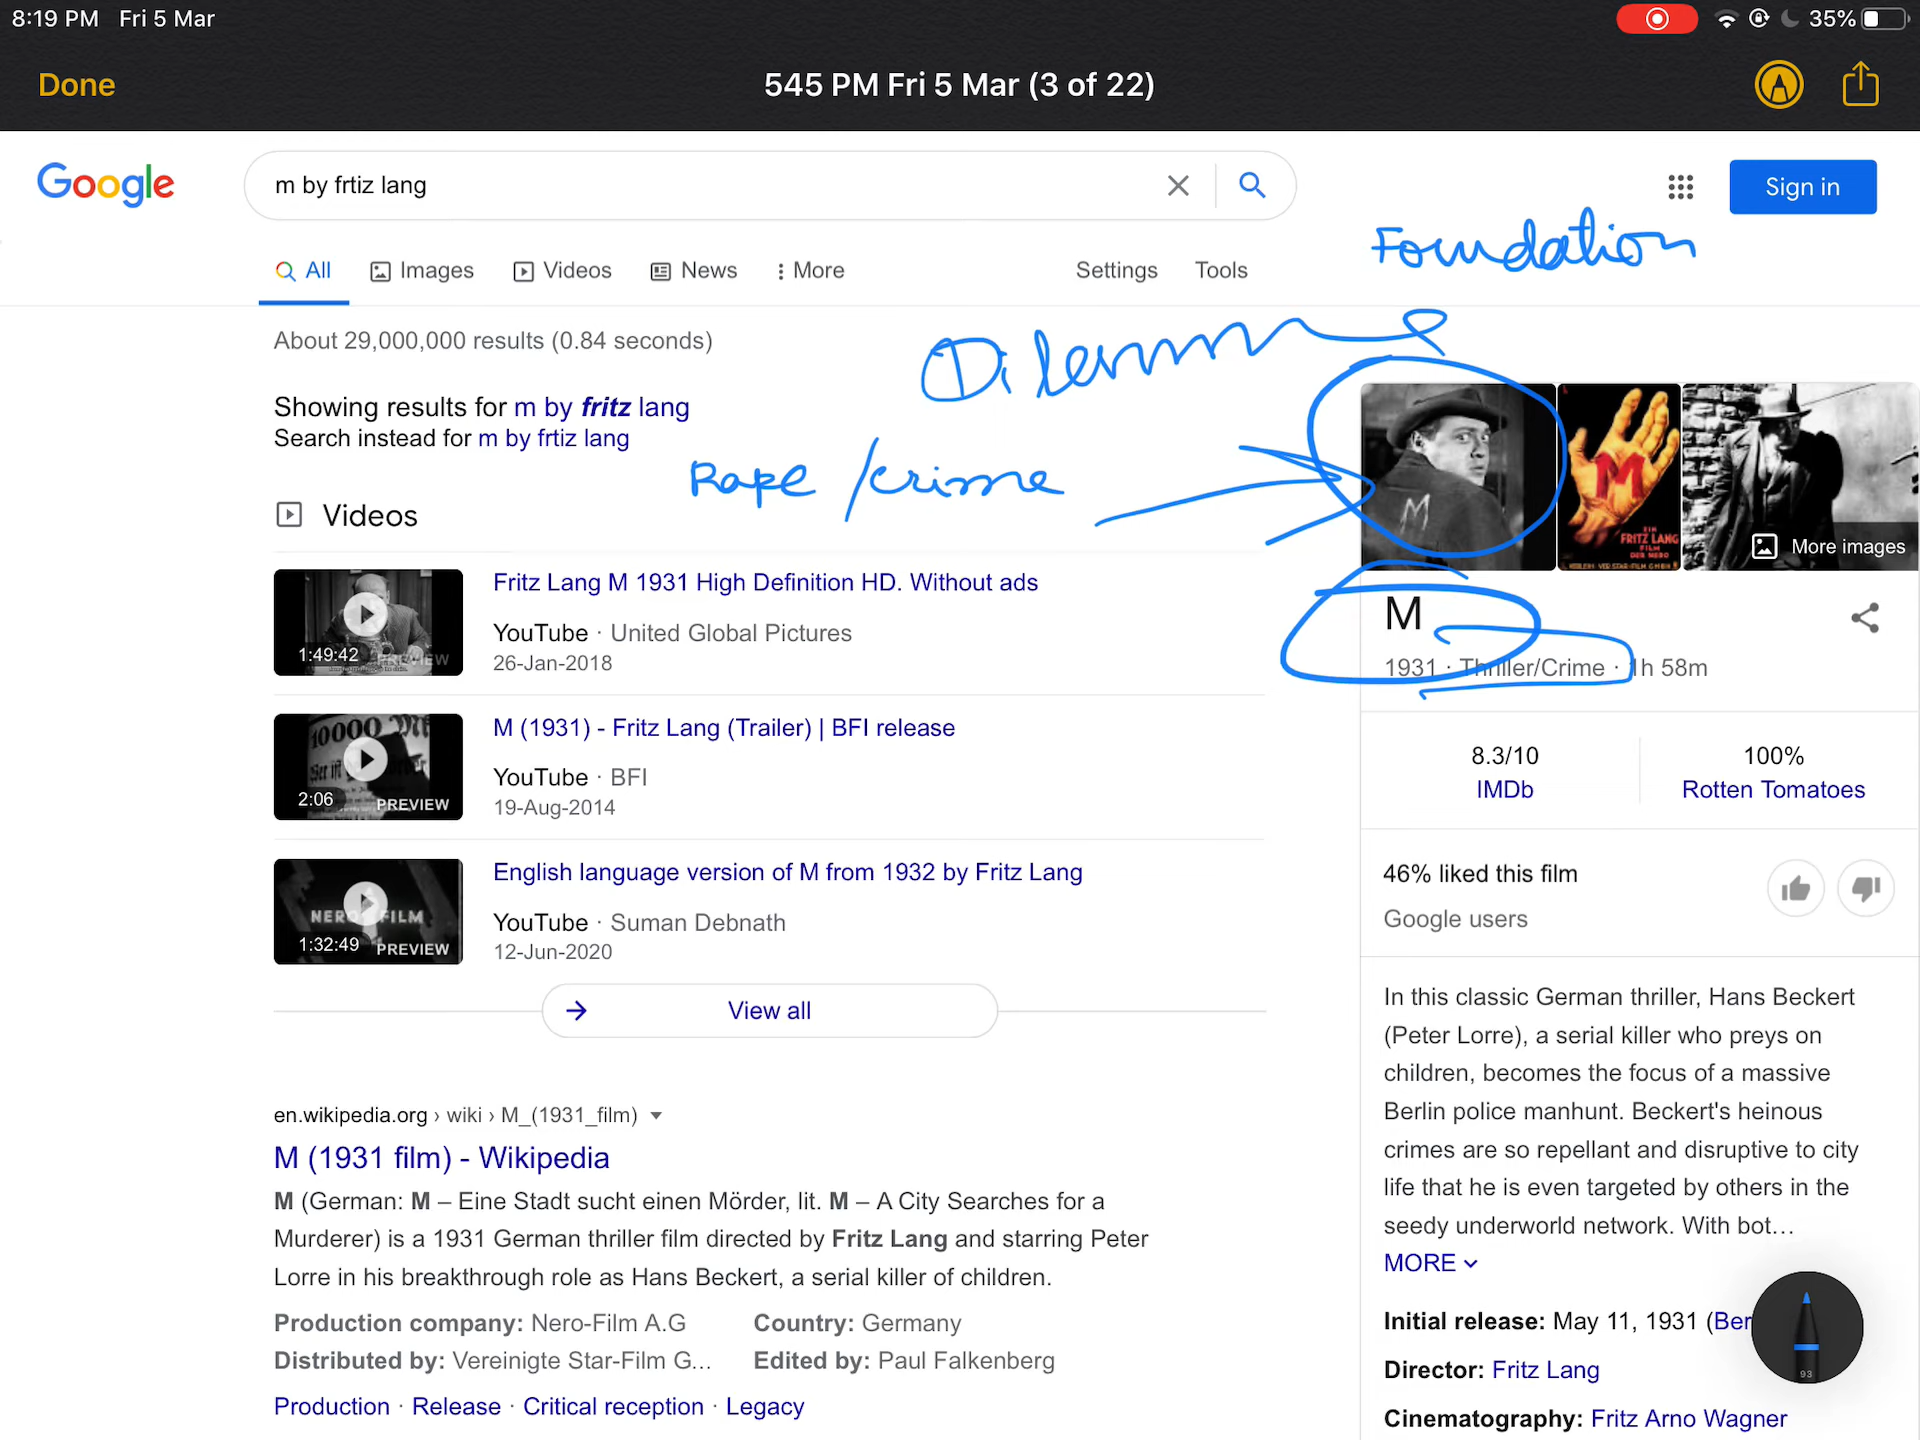 8:19 PM Fri 5 Mar
35%
Done
545 PM Fri 5 Mar (3 of 22)
Google
m by frtiz lang
Sign in
Foundation
All Images Videos News More Settings Tools
About 29,000,000 results (0.84 seconds)
Dilemma
Showing results for m by fritz lang
Search instead for m by frtiz lang
Rape /crime
M
M
EIN
FRITZ LANG
FILM
DER NERO
More images
Videos
Fritz Lang M 1931 High Definition HD. Without ads
YouTube · United Global Pictures
26-Jan-2018
1:49:42 PREVIEW
M (1931) - Fritz Lang (Trailer) | BFI release
YouTube · BFI
19-Aug-2014
10000
2:06 PREVIEW
English language version of M from 1932 by Fritz Lang
YouTube · Suman Debnath
12-Jun-2020
NERO FILM
1:32:49 PREVIEW
View all
en.wikipedia.org › wiki › M_(1931_film)
M (1931 film) - Wikipedia
M (German: M – Eine Stadt sucht einen Mörder, lit. M – A City Searches for a
Murderer) is a 1931 German thriller film directed by Fritz Lang and starring Peter
Lorre in his breakthrough role as Hans Beckert, a serial killer of children.
Production company: Nero-Film A.G Country: Germany
Distributed by: Vereinigte Star-Film G... Edited by: Paul Falkenberg
Production · Release · Critical reception · Legacy
M
1931 · Thriller/Crime · 1h 58m
8.3/10 100%
IMDb Rotten Tomatoes
46% liked this film
Google users
In this classic German thriller, Hans Beckert
(Peter Lorre), a serial killer who preys on
children, becomes the focus of a massive
Berlin police manhunt. Beckert's heinous
crimes are so repellant and disruptive to city
life that he is even targeted by others in the
seedy underworld network. With bot...
MORE
Initial release: May 11, 1931 (Ber
Director: Fritz Lang
Cinematography: Fritz Arno Wagner
93